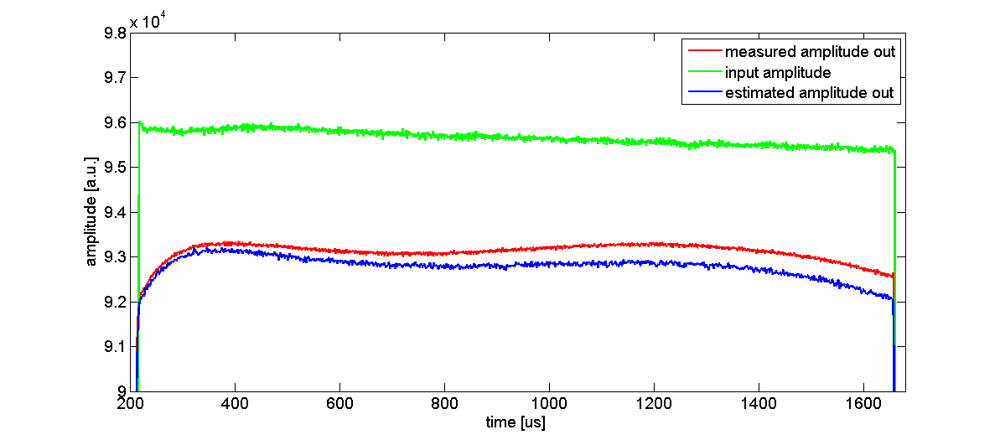 x 10^4
9.8
9.7
9.6
9.5
9.4
9.3
9.2
9.1
9
amplitude [a.u.]
measured amplitude out
input amplitude
estimated amplitude out
200 400 600 800 1000 1200 1400 1600
time [us]